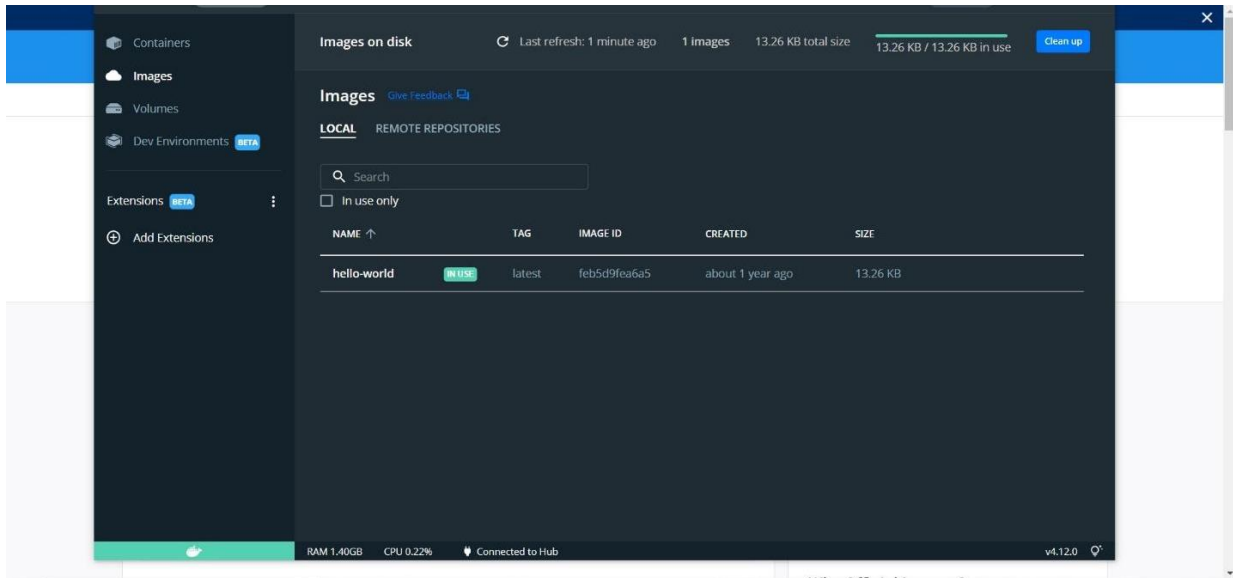 Containers
Images
Volumes
Dev Environments BETA
Extensions BETA
Add Extensions
Images on disk Last refresh: 1 minute ago 1 images 13.26 KB total size 13.26 KB / 13.26 KB in use Clean up
Images Give Feedback
LOCAL REMOTE REPOSITORIES
Search
In use only
NAME TAG IMAGE ID CREATED SIZE
hello-world IN USE latest feb5d9fea6a5 about 1 year ago 13.26 KB
RAM 1.40GB CPU 0.22% Connected to Hub v4.12.0